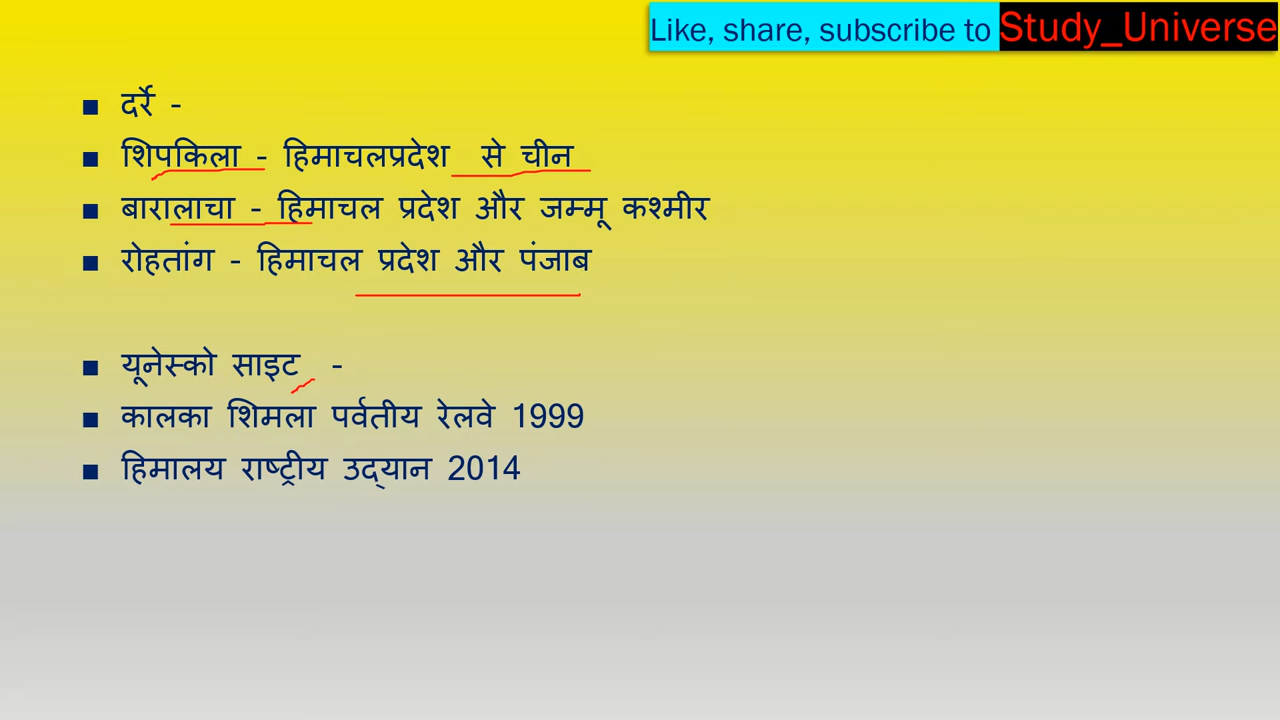 Like, share, subscribe to Study_Universe
■ दर्रे -
■ शिपकिला - हिमाचलप्रदेश से चीन
■ बारालाचा - हिमाचल प्रदेश और जम्मू कश्मीर
■ रोहतांग - हिमाचल प्रदेश और पंजाब
■ यूनेस्को साइट -
■ कालका शिमला पर्वतीय रेलवे 1999
■ हिमालय राष्ट्रीय उद्यान 2014